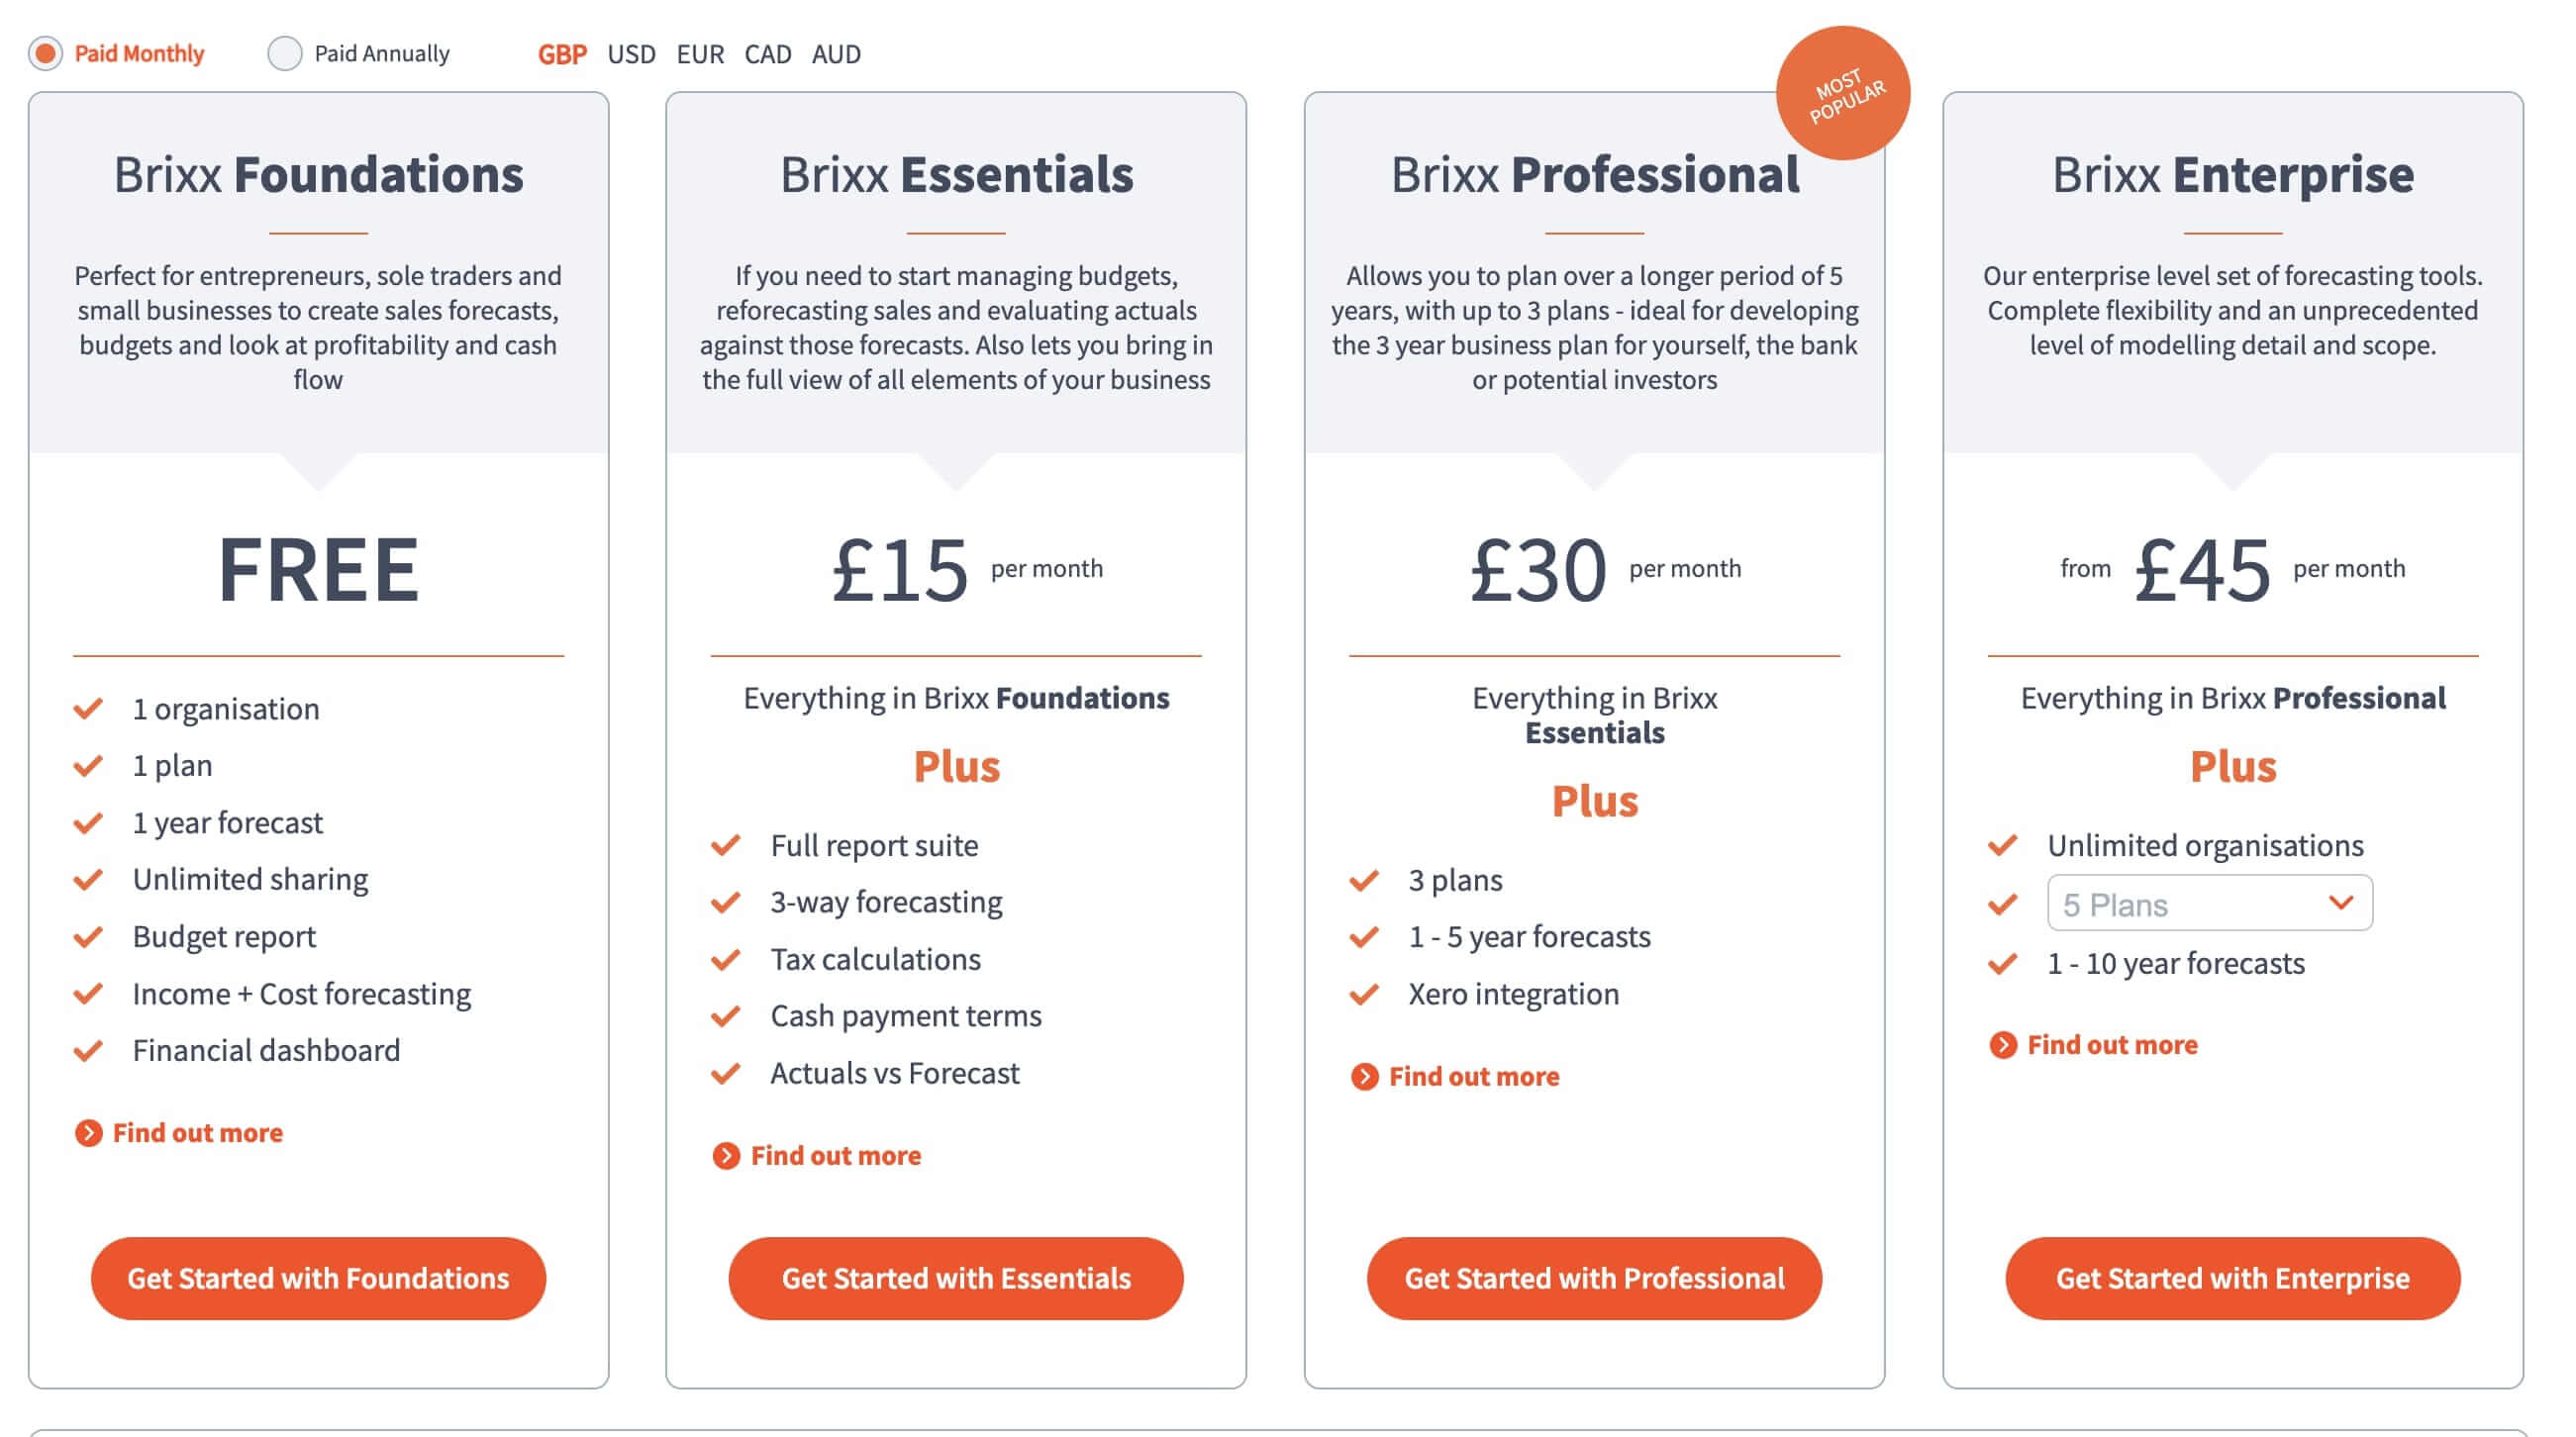 Paid Monthly Paid Annually GBP USD EUR CAD AUD
MOST
POPULAR
Brixx Foundations
Perfect for entrepreneurs, sole traders and
small businesses to create sales forecasts,
budgets and look at profitability and cash
flow
FREE
1 organisation
1 plan
1 year forecast
Unlimited sharing
Budget report
Income + Cost forecasting
Financial dashboard
Find out more
Get Started with Foundations
Brixx Essentials
If you need to start managing budgets,
reforecasting sales and evaluating actuals
against those forecasts. Also lets you bring in
the full view of all elements of your business
£15 per month
Everything in Brixx Foundations
Plus
Full report suite
3-way forecasting
Tax calculations
Cash payment terms
Actuals vs Forecast
Find out more
Get Started with Essentials
Brixx Professional
Allows you to plan over a longer period of 5
years, with up to 3 plans - ideal for developing
the 3 year business plan for yourself, the bank
or potential investors
£30 per month
Everything in Brixx
Essentials
Plus
3 plans
1 - 5 year forecasts
Xero integration
Find out more
Get Started with Professional
Brixx Enterprise
Our enterprise level set of forecasting tools.
Complete flexibility and an unprecedented
level of modelling detail and scope.
from £45 per month
Everything in Brixx Professional
Plus
Unlimited organisations
5 Plans
1 - 10 year forecasts
Find out more
Get Started with Enterprise